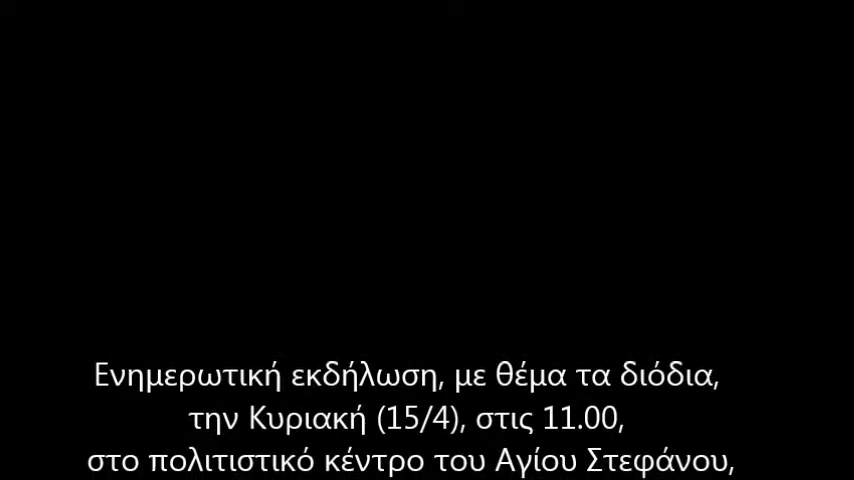 Ενημερωτική εκδήλωση, με θέμα τα διόδια,
την Κυριακή (15/4), στις 11.00,
στο πολιτιστικό κέντρο του Αγίου Στεφάνου,